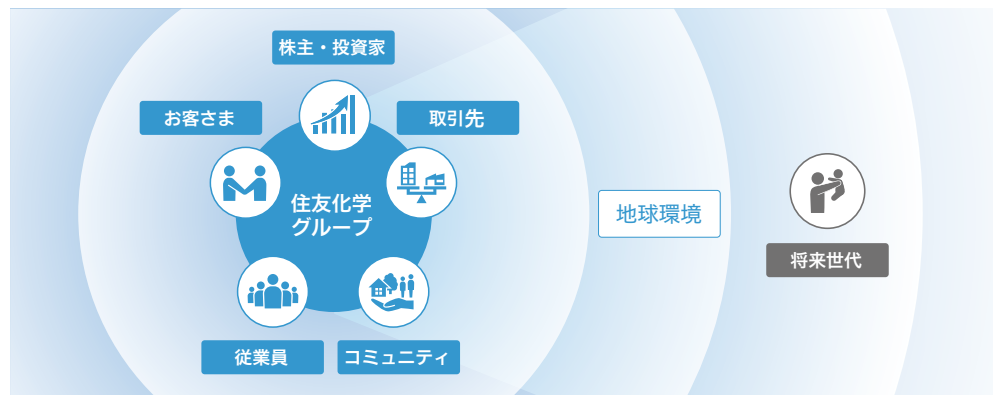 株主・投資家
お客さま
取引先
住友化学
グループ
地球環境
将来世代
従業員
コミュニティ